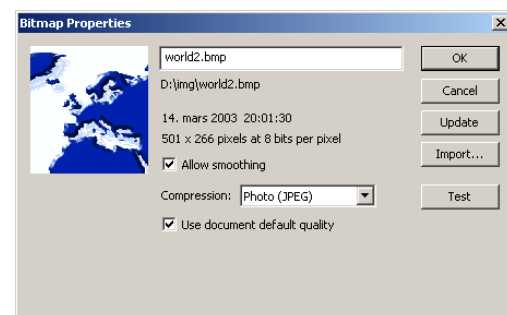 Bitmap Properties
world2.bmp
OK
D:\img\world2.bmp
Cancel
14. mars 2003 20:01:30
Update
501 x 266 pixels at 8 bits per pixel
Import...
Allow smoothing
Compression: Photo (JPEG)
Test
Use document default quality